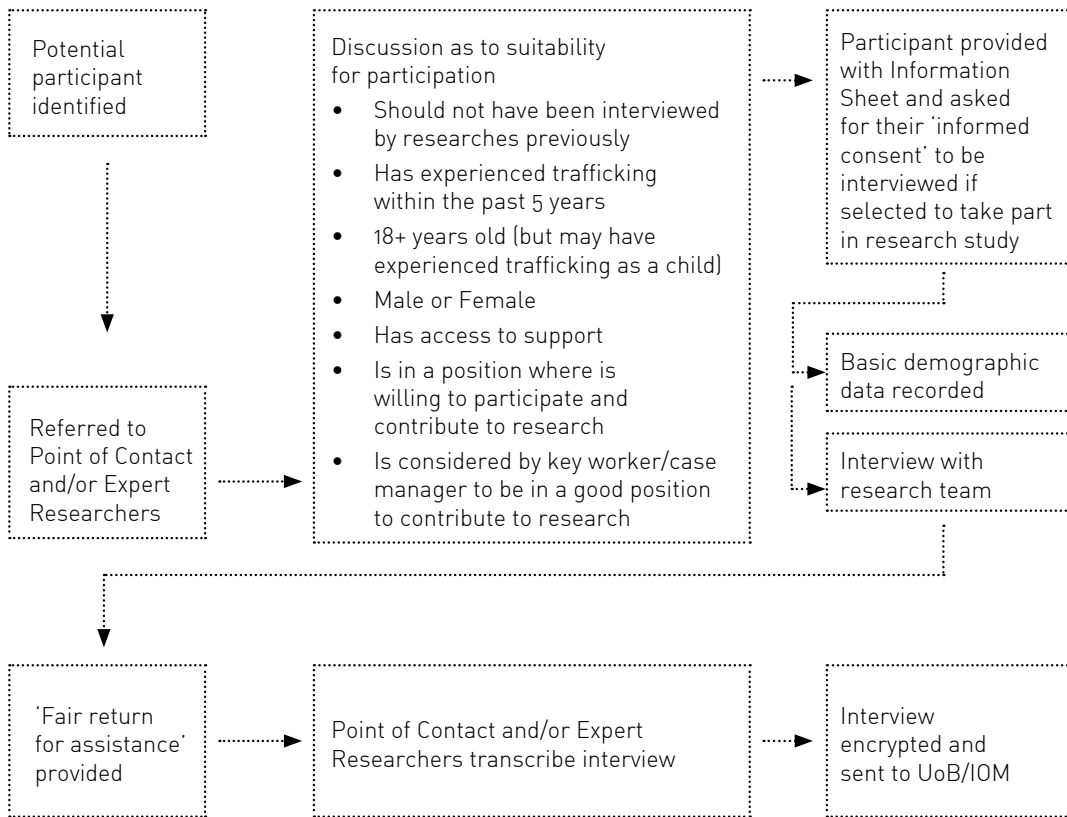 Potential
participant
identified
Referred to
Point of Contact
and/or Expert
Researchers
Discussion as to suitability
for participation
• Should not have been interviewed
by researches previously
• Has experienced trafficking
within the past 5 years
• 18+ years old (but may have
experienced trafficking as a child)
• Male or Female
• Has access to support
• Is in a position where is
willing to participate and
contribute to research
• Is considered by key worker/case
manager to be in a good position
to contribute to research
Participant provided
with Information
Sheet and asked
for their ‘informed
consent’ to be
interviewed if
selected to take part
in research study
Basic demographic
data recorded
Interview with
research team
‘Fair return
for assistance’
provided
Point of Contact and/or Expert
Researchers transcribe interview
Interview
encrypted and
sent to UoB/IOM